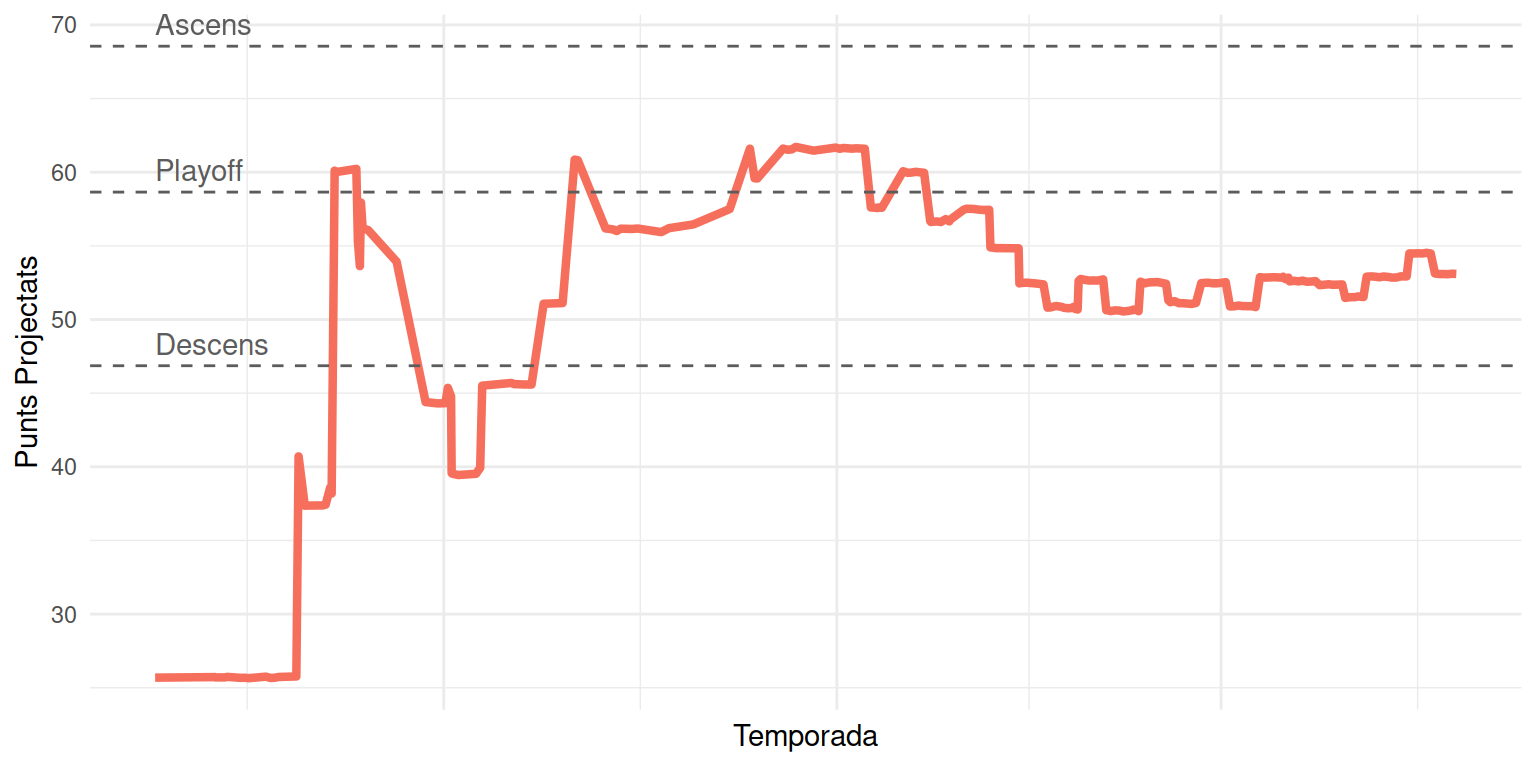 70
Ascens
Playoff
60
50
Descens
40
30
Punts Projectats
Temporada